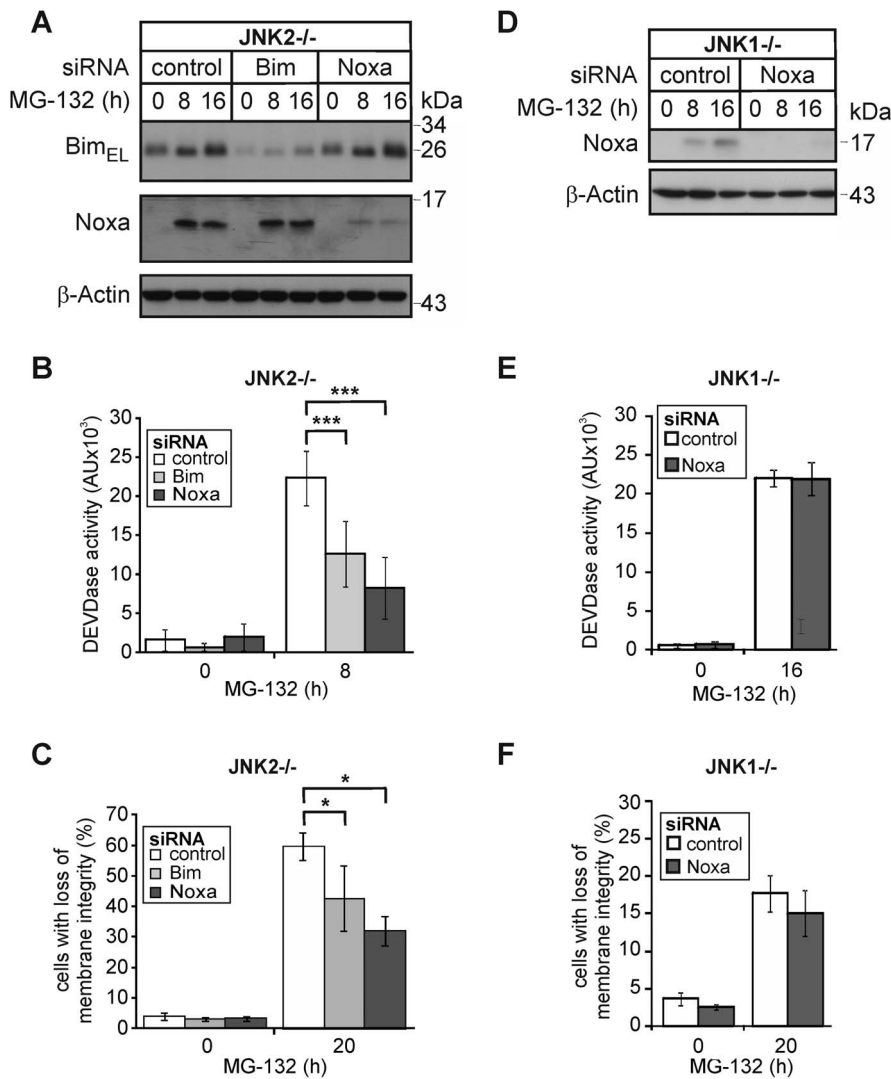 A
JNK2-/-
siRNA control Bim Noxa
MG-132 (h) 0 8 16 0 8 16 0 8 16 kDa
34
BimEL 26
17
Noxa
β-Actin
43
D
JNK1-/-
siRNA control Noxa
MG-132 (h) 0 8 16 0 8 16 kDa
Noxa 17
β-Actin 43
B
JNK2-/-
***
***
DEVDase activity (AUx10³)
30
25
20
15
10
5
0
siRNA
control
Bim
Noxa
0 8
MG-132 (h)
E
JNK1-/-
DEVDase activity (AUx10³)
30
25
20
15
10
5
0
siRNA
control
Noxa
0 16
MG-132 (h)
C
JNK2-/-
*
*
cells with loss of
membrane integrity (%)
70
60
50
40
30
20
10
0
siRNA
control
Bim
Noxa
0 20
MG-132 (h)
F
JNK1-/-
cells with loss of
membrane integrity (%)
30
25
20
15
10
5
0
siRNA
control
Noxa
0 20
MG-132 (h)